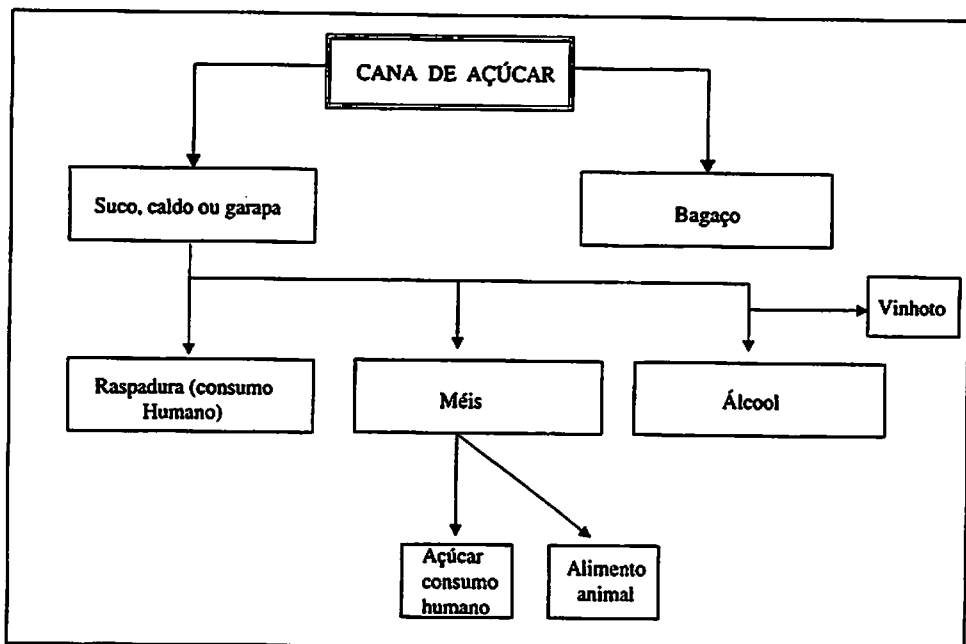 CANA DE AÇÚCAR
Suco, caldo ou garapa
Bagaço
Vinhoto
Raspadura (consumo
Humano)
Méis
Álcool
Açúcar
consumo
humano
Alimento
animal